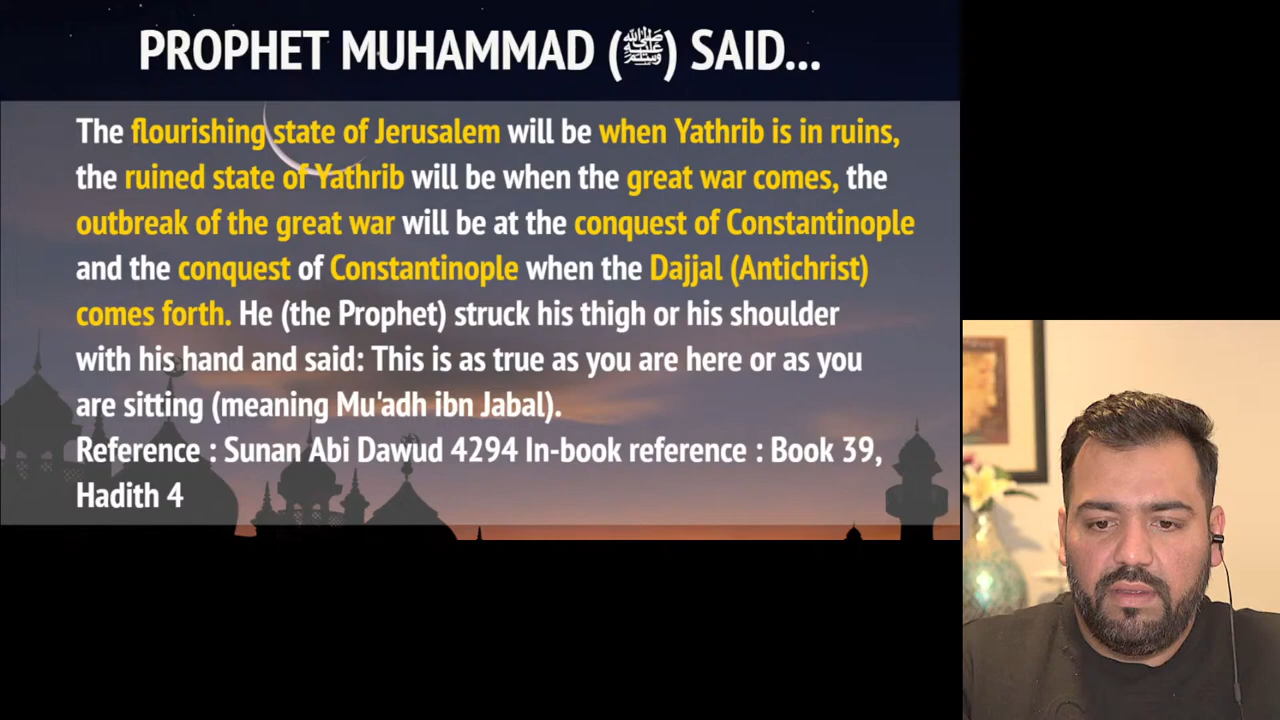 PROPHET MUHAMMAD (ﷺ) SAID...
The flourishing state of Jerusalem will be when Yathrib is in ruins,
the ruined state of Yathrib will be when the great war comes, the
outbreak of the great war will be at the conquest of Constantinople
and the conquest of Constantinople when the Dajjal (Antichrist)
comes forth. He (the Prophet) struck his thigh or his shoulder
with his hand and said: This is as true as you are here or as you
are sitting (meaning Mu'adh ibn Jabal).
Reference : Sunan Abi Dawud 4294 In-book reference : Book 39,
Hadith 4